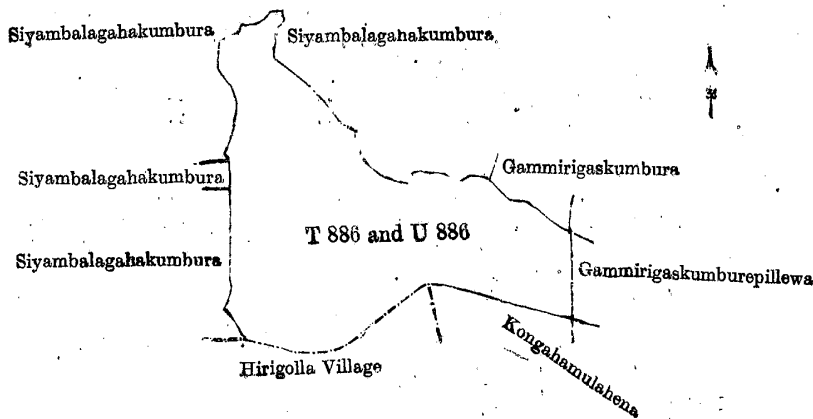 Siyambalagahakumbura
Siyambalagahakumbura
Siyambalagahakumbura
Gammirigaskumbura
T 886 and U 886
Siyambalagahakumbura
Gammirigaskumburepillewa
Kongahamulahena
Hirigolla Village